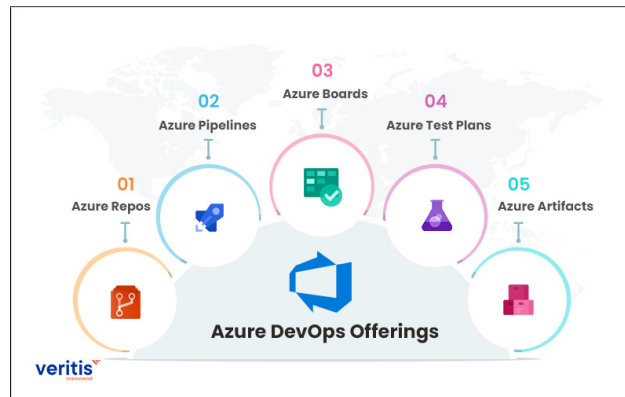 01
Azure Repos
02
Azure Pipelines
03
Azure Boards
04
Azure Test Plans
05
Azure Artifacts
Azure DevOps Offerings
veritis